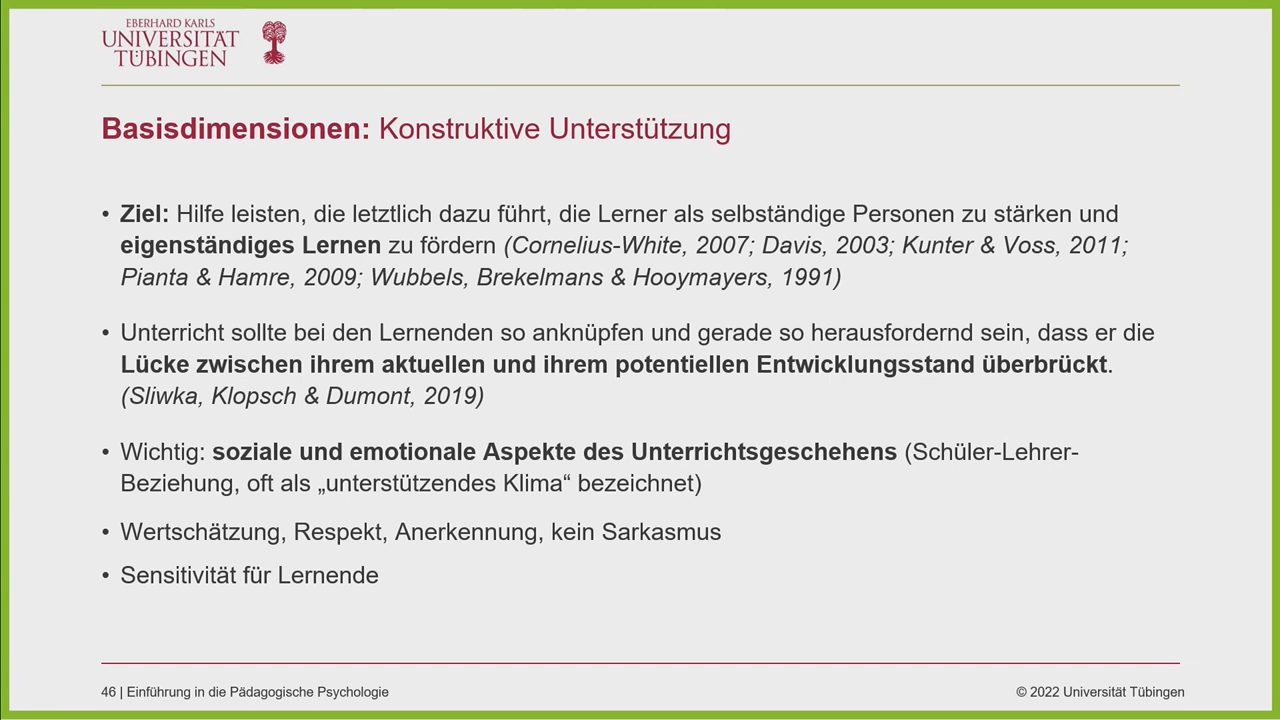 EBERHARD KARLS
UNIVERSITÄT
TÜBINGEN
Basisdimensionen: Konstruktive Unterstützung
• Ziel: Hilfe leisten, die letztlich dazu führt, die Lerner als selbständige Personen zu stärken und
eigenständiges Lernen zu fördern (Cornelius-White, 2007; Davis, 2003; Kunter & Voss, 2011;
Pianta & Hamre, 2009; Wubbels, Brekelmans & Hooymayers, 1991)
• Unterricht sollte bei den Lernenden so anknüpfen und gerade so herausfordernd sein, dass er die
Lücke zwischen ihrem aktuellen und ihrem potentiellen Entwicklungsstand überbrückt.
(Sliwka, Klopsch & Dumont, 2019)
• Wichtig: soziale und emotionale Aspekte des Unterrichtsgeschehens (Schüler-Lehrer-
Beziehung, oft als „unterstützendes Klima“ bezeichnet)
• Wertschätzung, Respekt, Anerkennung, kein Sarkasmus
• Sensitivität für Lernende
46 | Einführung in die Pädagogische Psychologie
© 2022 Universität Tübingen